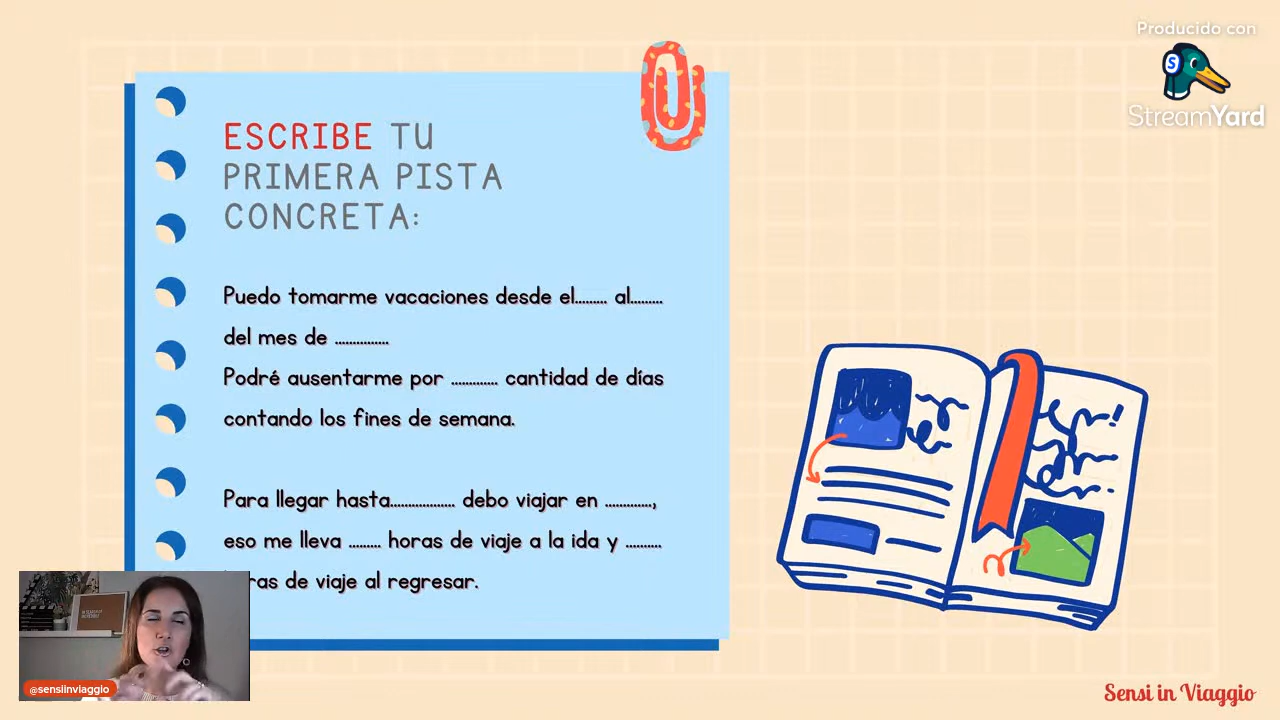 Producido con
StreamYard
ESCRIBE TU
PRIMERA PISTA
CONCRETA:
Puedo tomarme vacaciones desde el......... al.........
del mes de ...............
Podré ausentarme por ............. cantidad de días
contando los fines de semana.
Para llegar hasta.................. debo viajar en .............,
eso me lleva ......... horas de viaje a la ida y ..........
ras de viaje al regresar.
@sensiinviaggio
Sensi in Viaggio